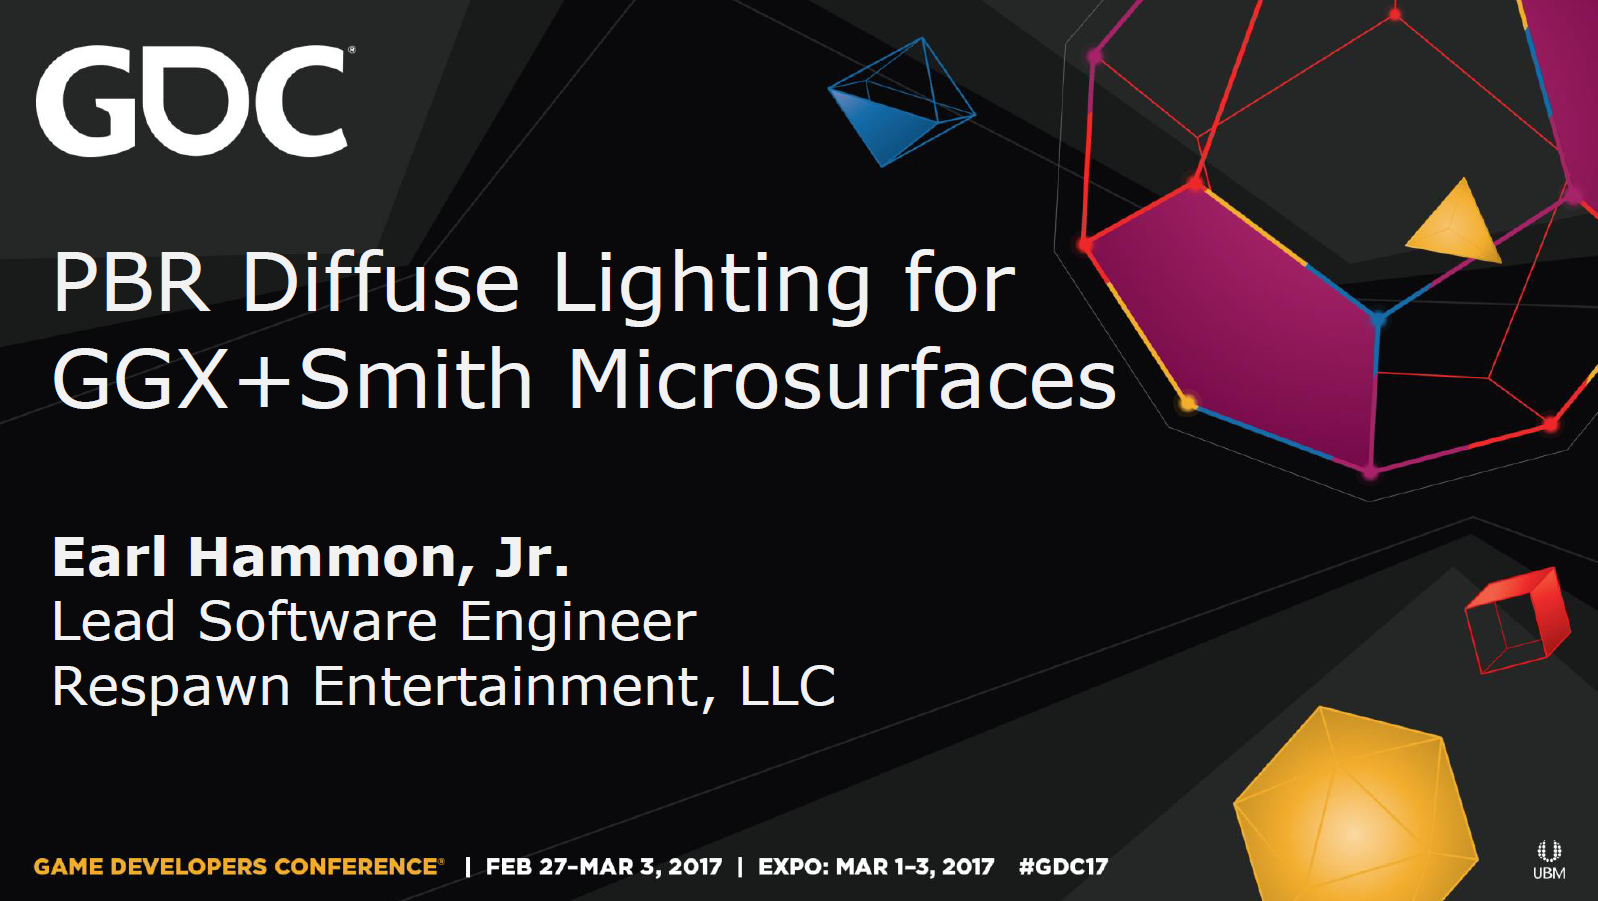 GDC®
PBR Diffuse Lighting for
GGX+Smith Microsurfaces
Earl Hammon, Jr.
Lead Software Engineer
Respawn Entertainment, LLC
GAME DEVELOPERS CONFERENCE® | FEB 27–MAR 3, 2017 | EXPO: MAR 1–3, 2017 #GDC17
UBM